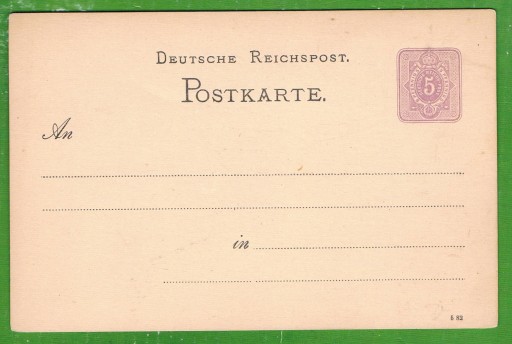 DEUTSCHE REICHSPOST.
POSTKARTE.
5
An
in